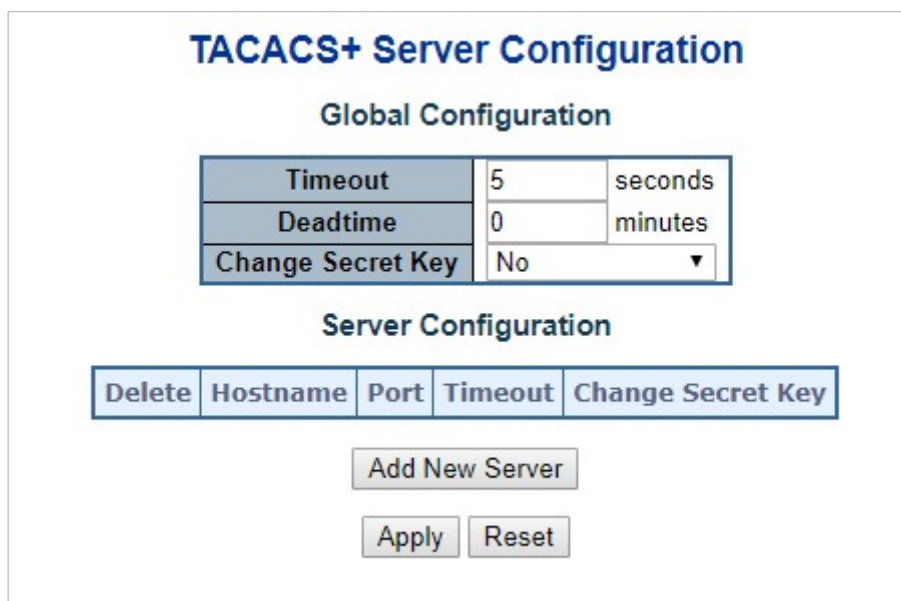 TACACS+ Server Configuration
Global Configuration
Timeout 5 seconds
Deadtime 0 minutes
Change Secret Key No
Server Configuration
Delete Hostname Port Timeout Change Secret Key
Add New Server
Apply Reset